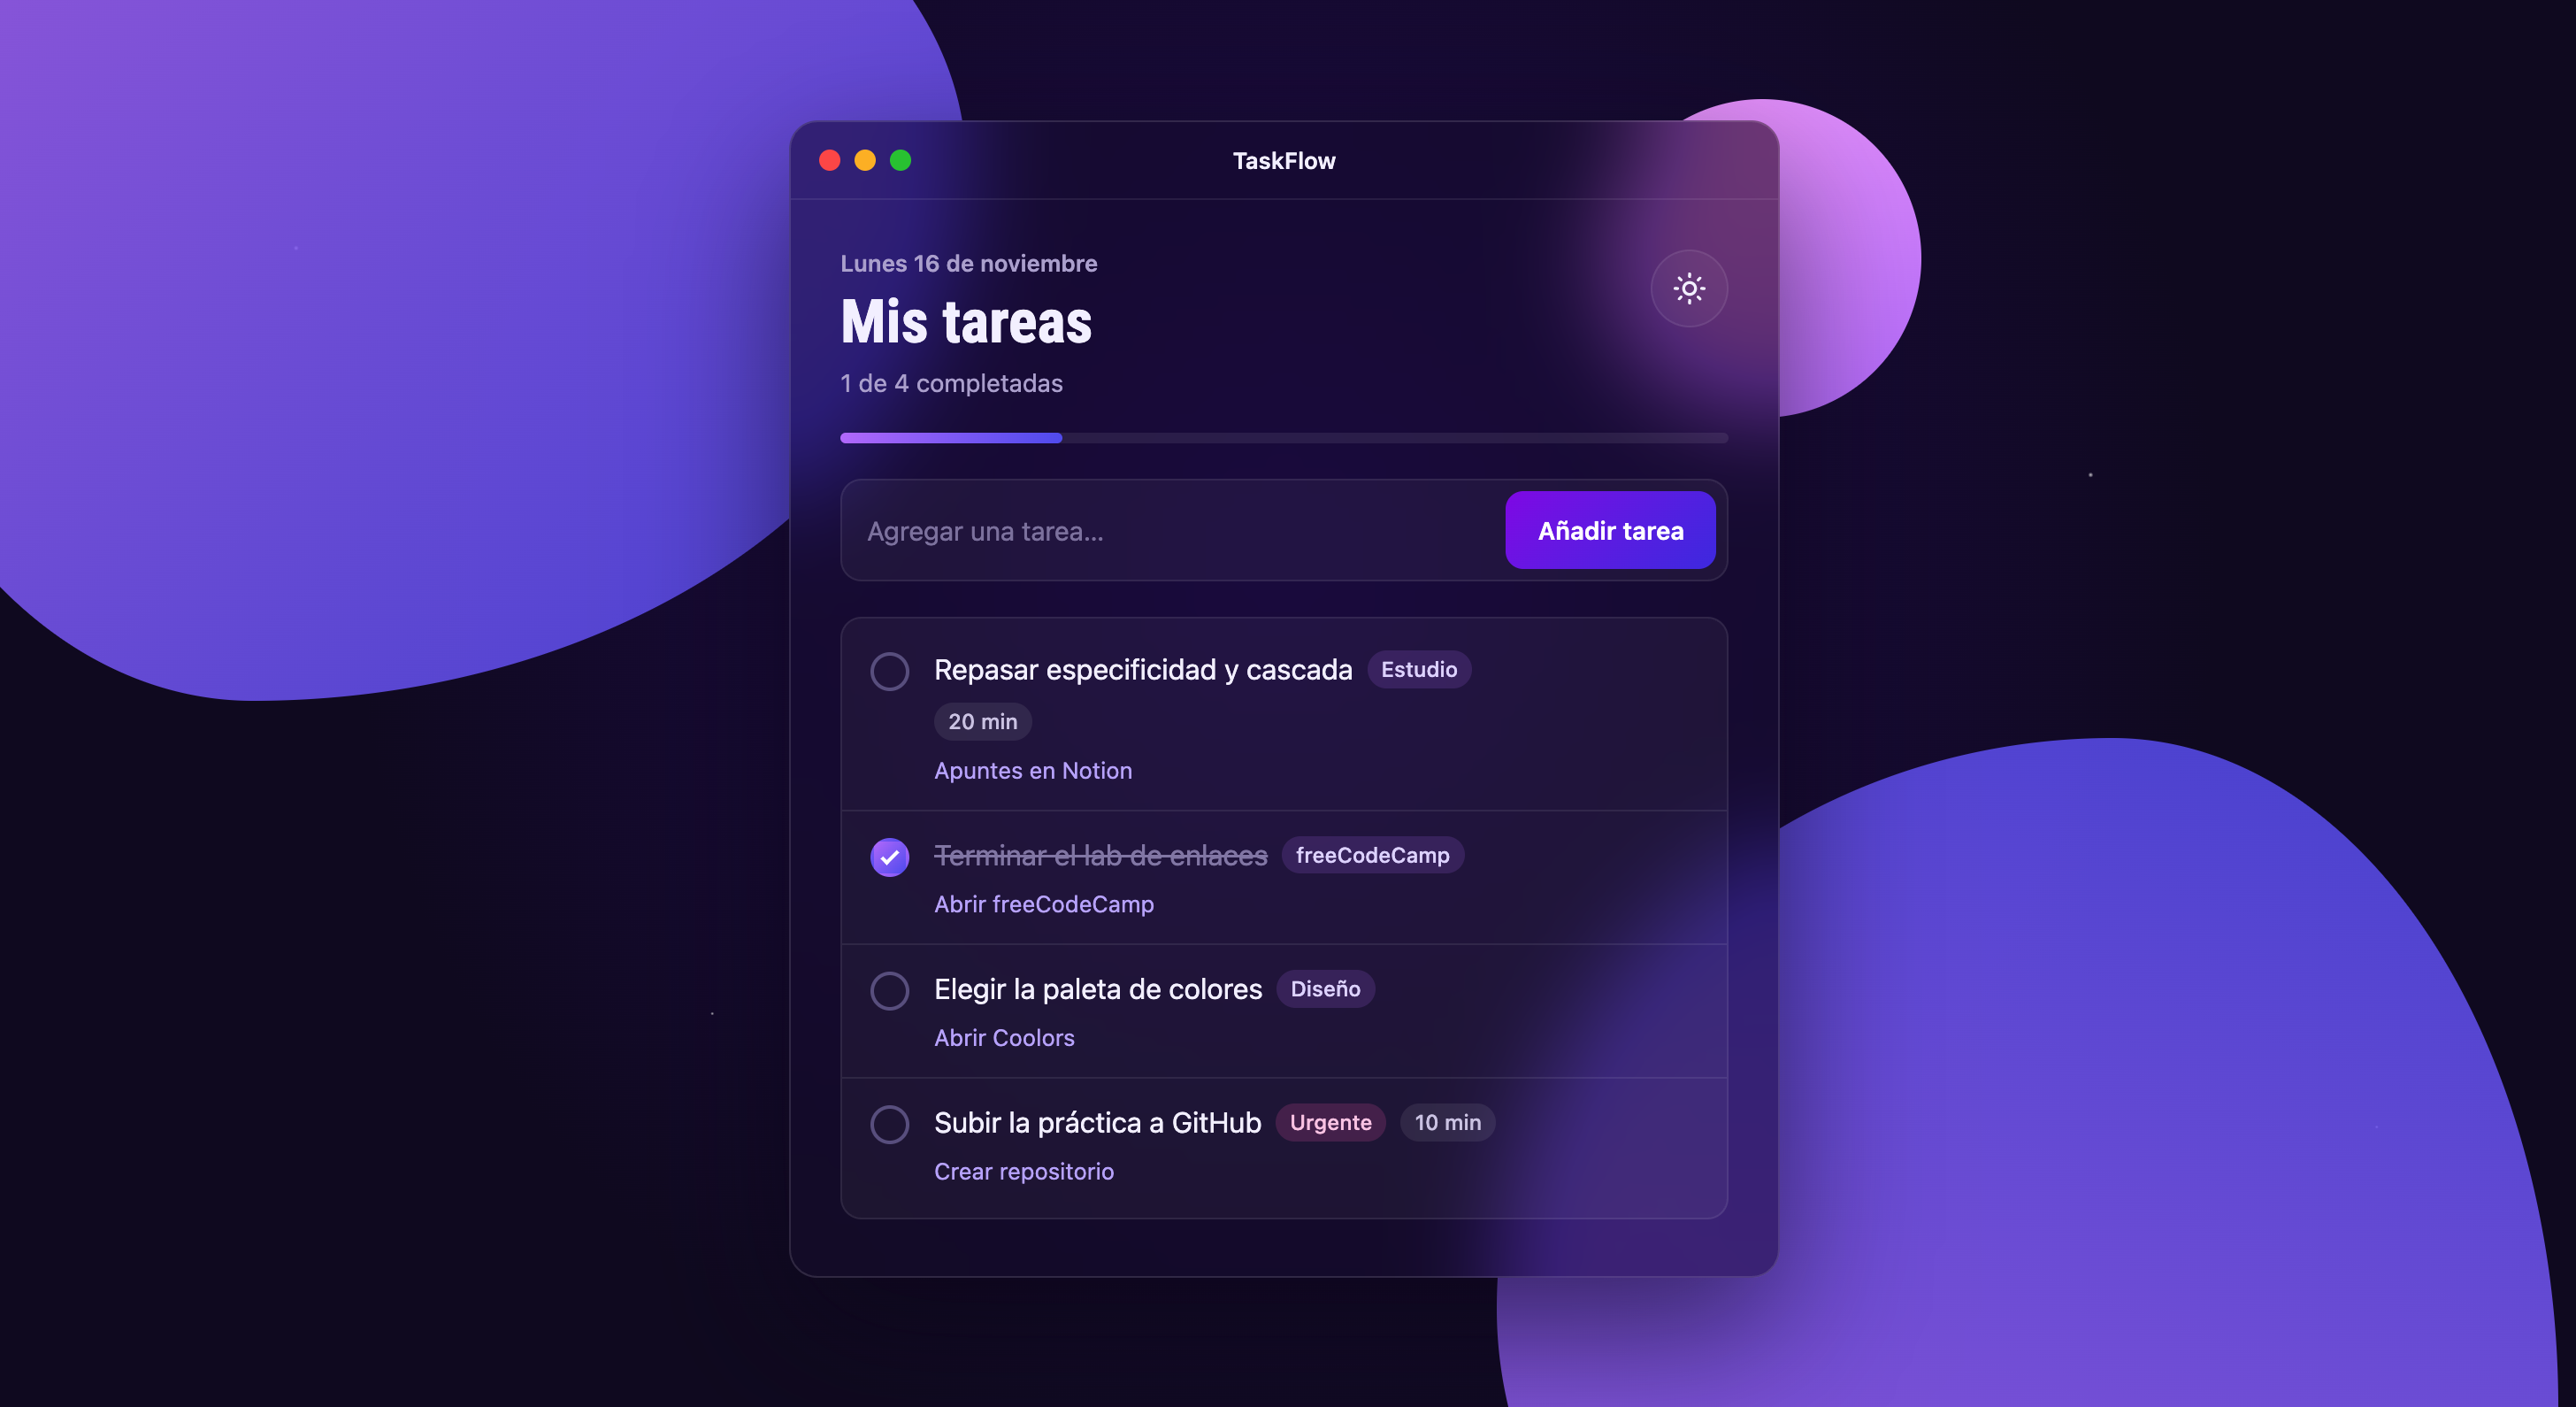 TaskFlow
Lunes 16 de noviembre
Mis tareas
1 de 4 completadas
Agregar una tarea...
Añadir tarea
Repasar especificidad y cascada Estudio
20 min
Apuntes en Notion
Terminar el lab de enlaces freeCodeCamp
Abrir freeCodeCamp
Elegir la paleta de colores Diseño
Abrir Coolors
Subir la práctica a GitHub Urgente 10 min
Crear repositorio